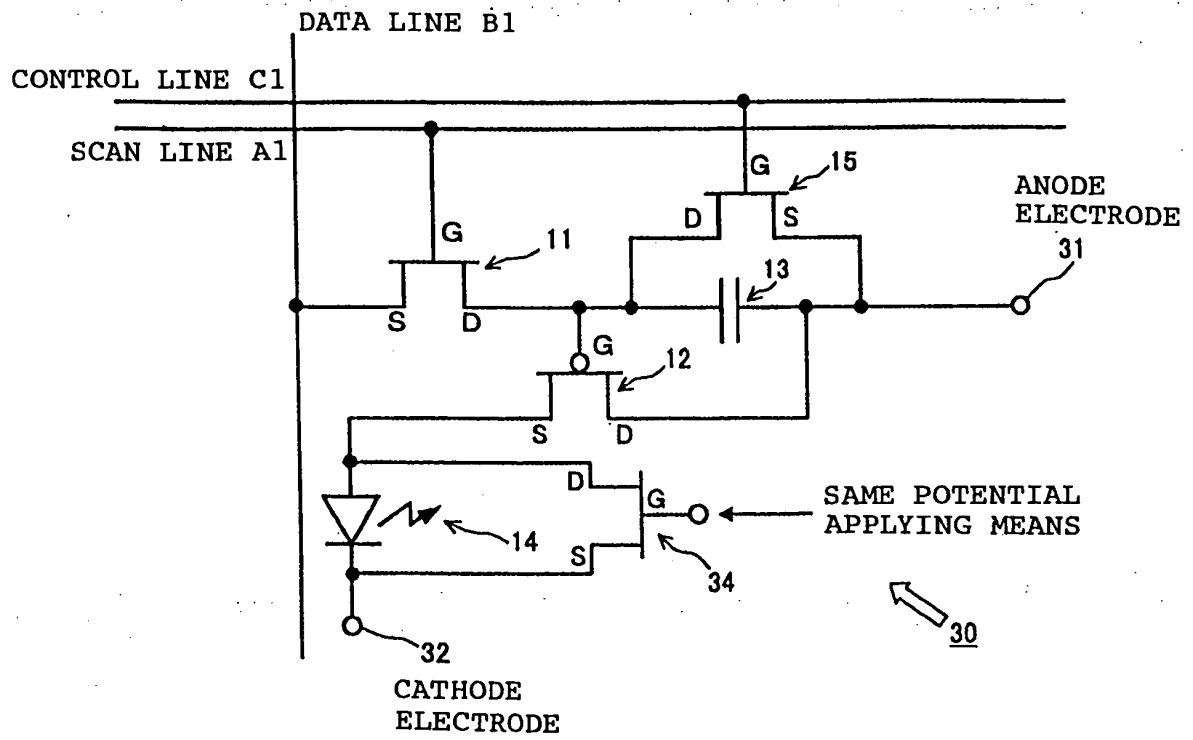 DATA LINE B1
CONTROL LINE C1
SCAN LINE A1
G
15
D
S
ANODE
ELECTRODE
31
G
11
13
S
D
G
12
S
D
D
G
S
34
SAME POTENTIAL
APPLYING MEANS
14
30
32
CATHODE
ELECTRODE